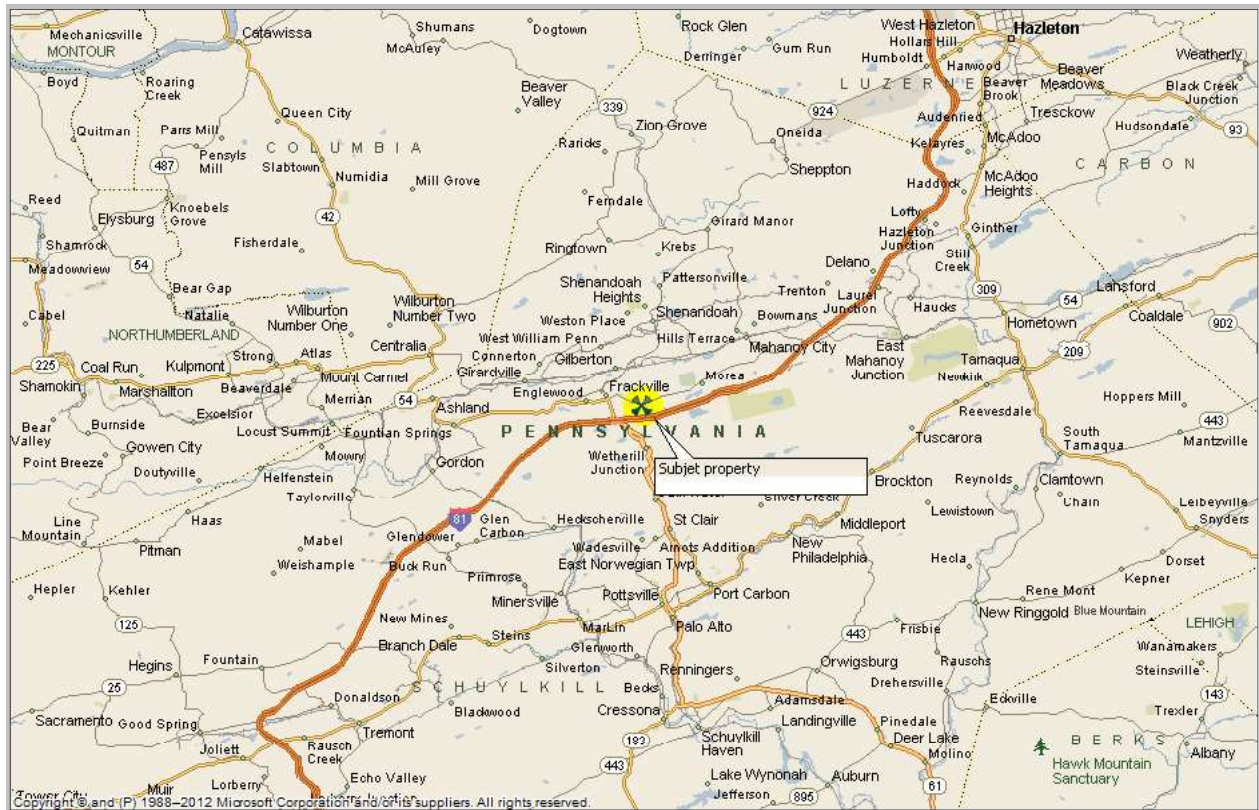 Mechanicsville
MONTOUR
Catawissa
Shumans
McAuley
Dogtown
Rock Glen
Derringer
Gum Run
West Hazleton
Hollars Hill
Humboldt
Harwood
Hazleton
Weatherly
Boyd
Roaring
Creek
Beaver
Valley
339
924
LUZERNE
Beaver
Brook
Beaver
Meadows
Black Creek
Junction
Quitman
Parrs Mill
Queen City
Zion Grove
Oneida
Audenried
Tresckow
Hudsondale
93
487
Pensyls
Mill
COLUMBIA
Slabtown
Numidia
Mill Grove
Raricks
Sheppton
Kelayres
McAdoo
CARBON
Reed
Knoebels
Grove
42
Ferndale
Haddock
McAdoo
Heights
Elysburg
Shamrock
Fisherdale
Ringtown
Girard Manor
Lofty
Hazleton
Junction
Ginther
Meadowview
54
Krebs
Still
Creek
Bear Gap
Shenandoah
Heights
Pattersonville
Delano
Trenton
Laurel
Junction
Haucks
309
54
Lansford
Cabel
Natalie
NORTHUMBERLAND
Wilburton
Number One
Wilburton
Number Two
Weston Place
Shenandoah
Bowmans
Hometown
Coaldale
902
225
Coal Run
Kulpmont
Strong
Atlas
Centralia
West William Penn
Connerton
Gilberton
Girardville
Hills Terrace
Mahanoy City
East
Mahanoy
Junction
Tamaqua
209
Shamokin
Marshallton
Beaverdale
Mount Carmel
Merrian
54
Ashland
Englewood
Frackville
Morea
Newkirk
Hoppers Mill
Excelsior
Reevesdale
443
Bear
Valley
Burnside
Gowen City
Locust Summit
Fountain Springs
PENNSYLVANIA
Tuscarora
South
Tamaqua
Mantzville
Point Breeze
Doutyville
Mowry
Gordon
Wetherill
Junction
Subjet property
Helfenstein
Taylorville
Brockton
Reynolds
Clamtown
Silver Creek
Chain
Leibeyville
Line
Mountain
Haas
81
Glen
Carbon
Heckscherville
St Clair
Middleport
Lewistown
Snyders
Pitman
Mabel
Glendower
Wadesville
Arnots Addition
New
Philadelphia
Weishample
Buck Run
East Norwegian Twp
Hecla
Dorset
Hepler
Kehler
Primrose
Kepner
Minersville
Pottsville
Port Carbon
Rene Mont
New Ringgold
Blue Mountain
125
New Mines
MarLin
Palo Alto
443
Frisbie
LEHIGH
Branch Dale
Steins
Glenworth
Wanamakers
Hegins
Fountain
Silverton
Renningers
Orwigsburg
Rauschs
Steinsville
25
Donaldson
SCHUYLKILL
Becks
Drehersville
Eckville
143
Sacramento
Good Spring
Blackwood
Cressona
Adamsdale
Landingville
Pinedale
Trexler
Tremont
183
Schuylkill
Haven
Deer Lake
BERKS
Joliett
Rausch
Creek
443
Molino
Hawk Mountain
Sanctuary
Albany
Lorberry
Echo Valley
Lake Wynonah
Auburn
Tower City
Muir
Jefferson
895
61
Copyright © and (P) 1988–2012 Microsoft Corporation and/or its suppliers. All rights reserved.